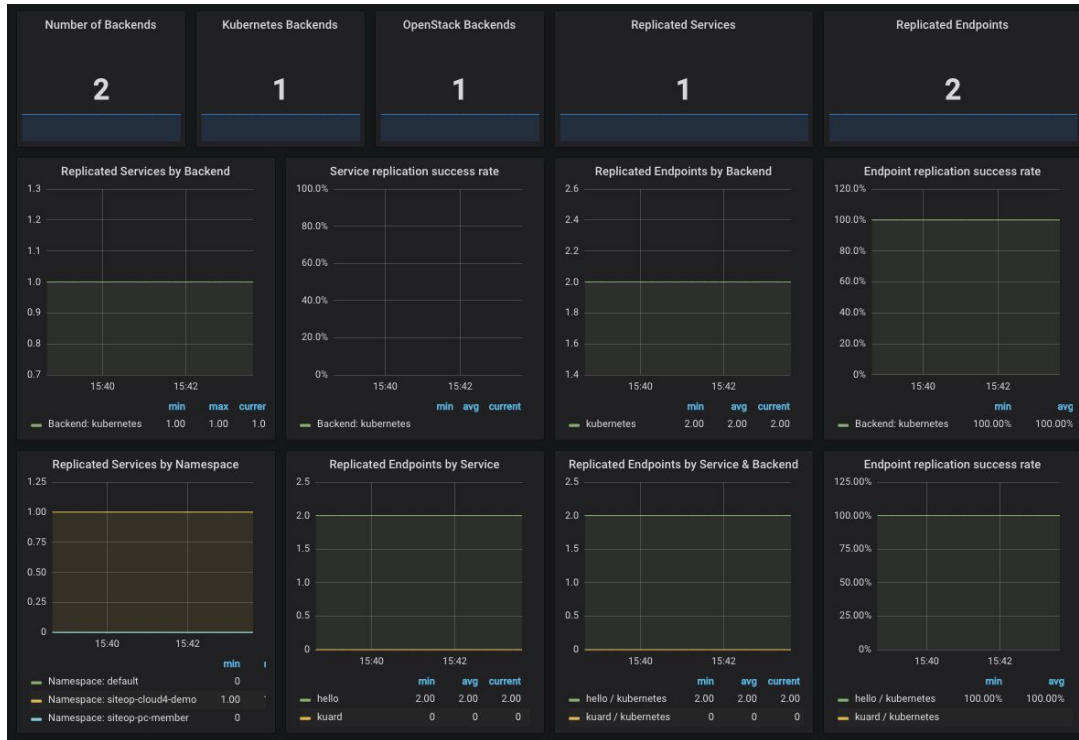 Number of Backends
Kubernetes Backends
OpenStack Backends
Replicated Services
Replicated Endpoints
2
1
1
1
2
Replicated Services by Backend
1.3
1.2
1.1
1.0
0.9
0.8
0.7
15:40 15:42
min max curren
Backend: kubernetes 1.00 1.00 1.0
Service replication success rate
100.0%
80.0%
60.0%
40.0%
20.0%
0%
15:40 15:42
min avg current
Backend: kubernetes
Replicated Endpoints by Backend
2.6
2.4
2.2
2.0
1.8
1.6
1.4
15:40 15:42
min avg current
kubernetes 2.00 2.00 2.00
Endpoint replication success rate
120.0%
100.0%
80.0%
60.0%
40.0%
20.0%
0%
15:40 15:42
min avg
Backend: kubernetes 100.00% 100.00%
Replicated Services by Namespace
1.25
1.00
0.75
0.50
0.25
0
15:40 15:42
min
Namespace: default 0
Namespace: siteop-cloud4-demo 1.00
Namespace: siteop-pc-member 0
Replicated Endpoints by Service
2.5
2.0
1.5
1.0
0.5
0
15:40 15:42
min avg current
hello 2.00 2.00 2.00
kuard 0 0 0
Replicated Endpoints by Service & Backend
2.5
2.0
1.5
1.0
0.5
0
15:40 15:42
min avg current
hello / kubernetes 2.00 2.00 2.00
kuard / kubernetes 0 0 0
Endpoint replication success rate
125.00%
100.00%
75.00%
50.00%
25.00%
0%
15:40 15:42
min avg
hello / kubernetes 100.00% 100.00%
kuard / kubernetes